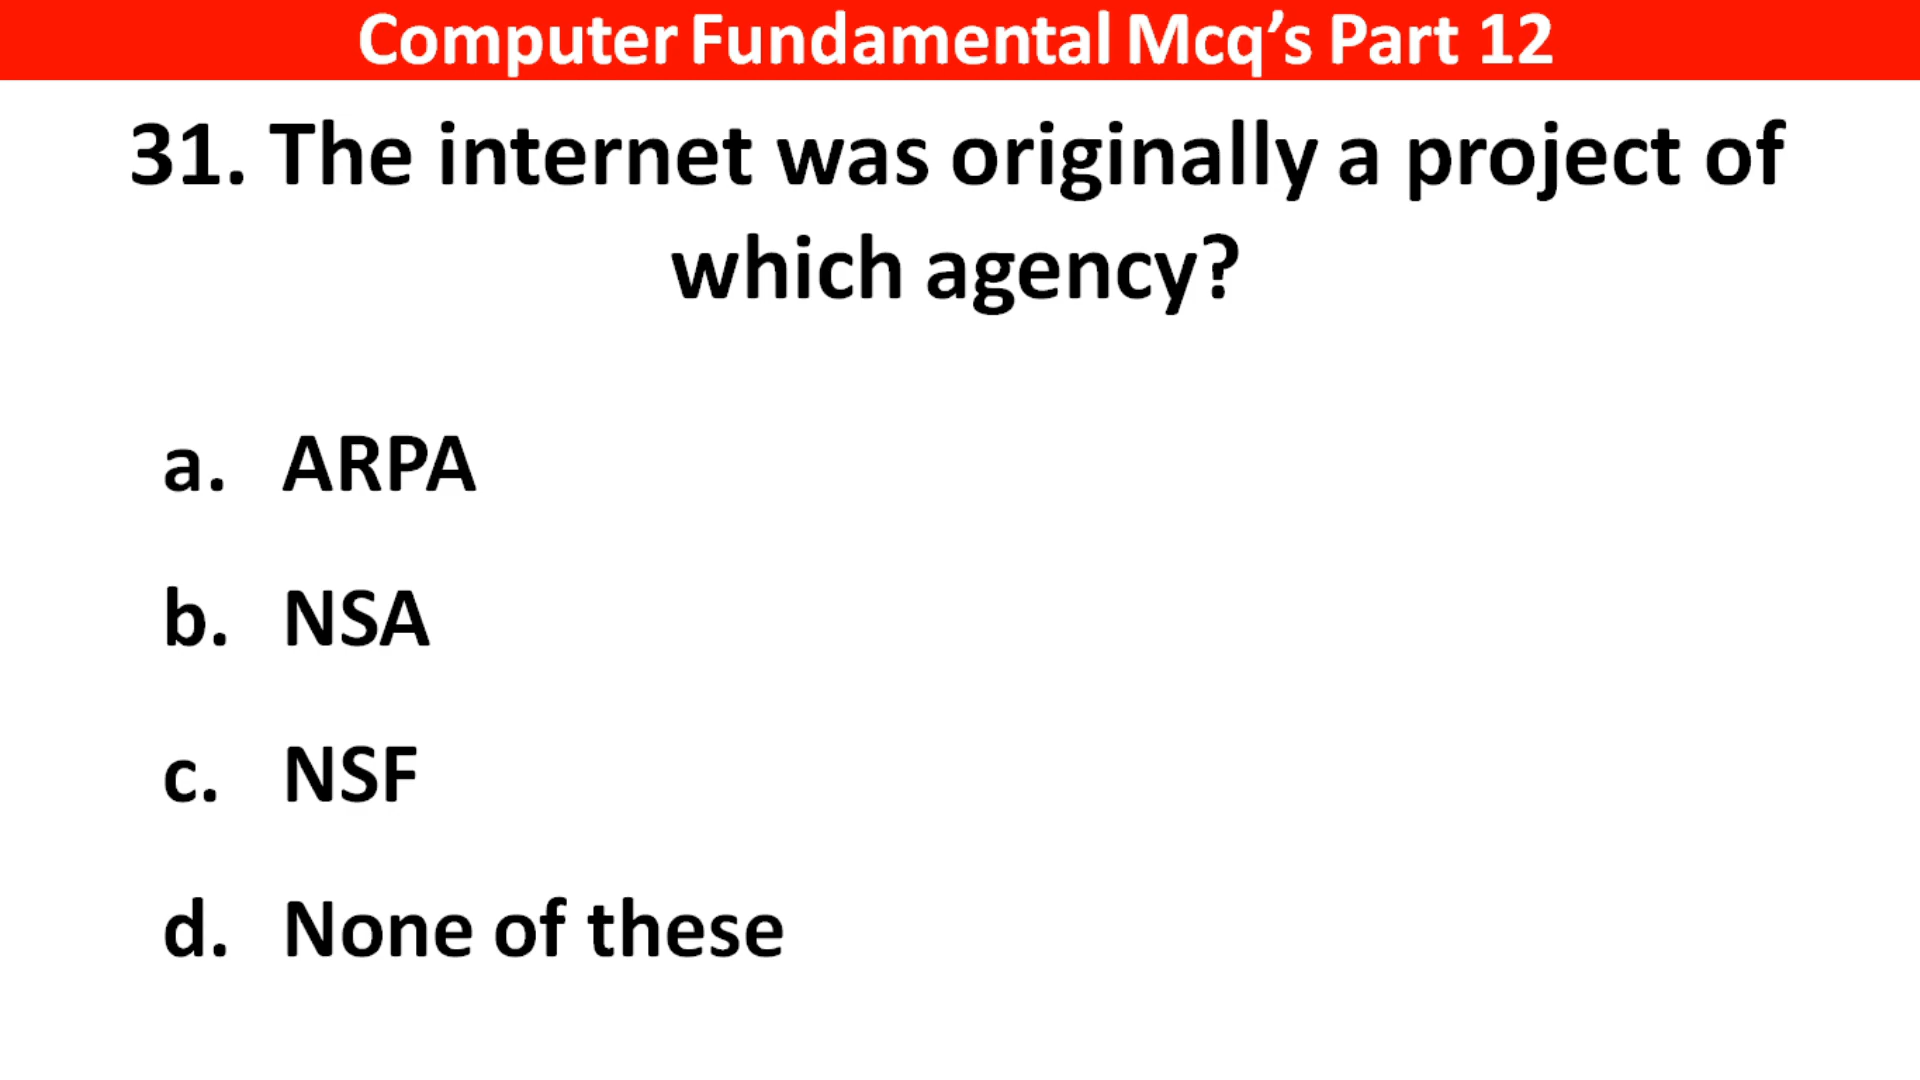 Computer Fundamental Mcq’s Part 12
31. The internet was originally a project of
which agency?
a. ARPA
b. NSA
c. NSF
d. None of these